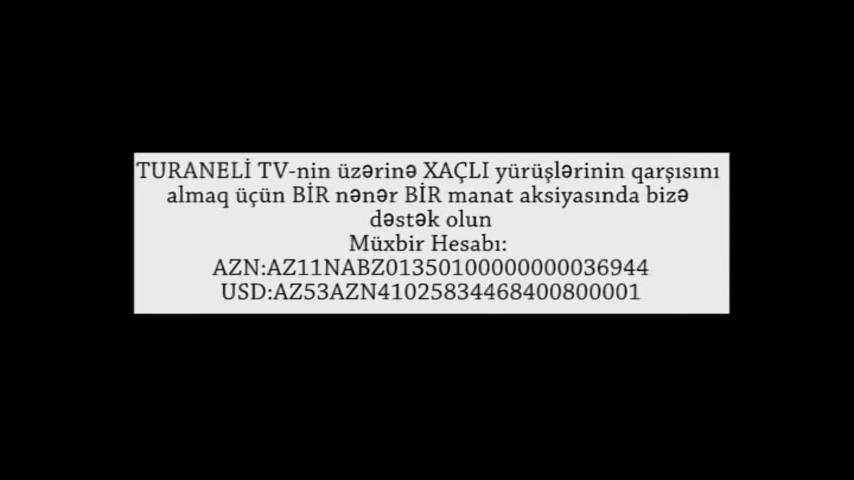 TURANELİ TV-nin üzərinə XAÇLI yürüşlərinin qarşısını
almaq üçün BİR nənər BİR manat aksiyasında bizə
dəstək olun
Müxbir Hesabı:
AZN:AZ11NABZ01350100000000036944
USD:AZ53AZN41025834468400800001